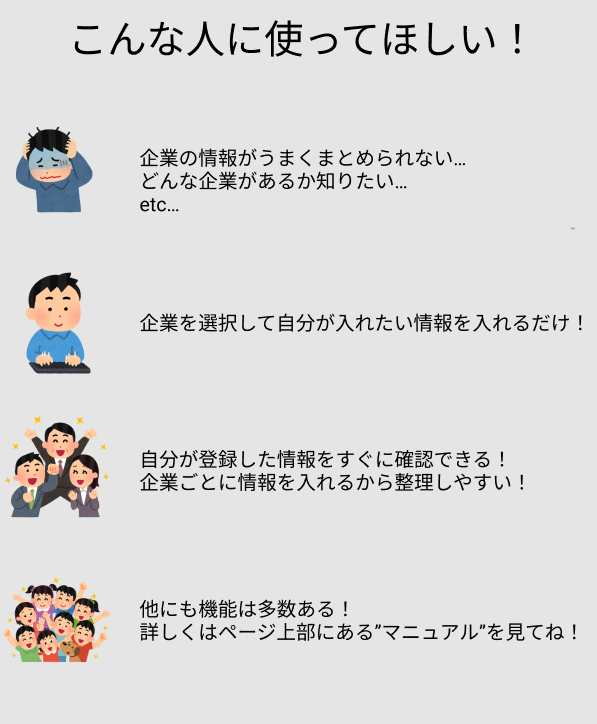 こんな人に使ってほしい！
企業の情報がうまくまとめられない…
どんな企業があるか知りたい…
etc…
企業を選択して自分が入れたい情報を入れるだけ！
自分が登録した情報をすぐに確認できる！
企業ごとに情報を入れるから整理しやすい！
他にも機能は多数ある！
詳しくはページ上部にある”マニュアル”を見てね！